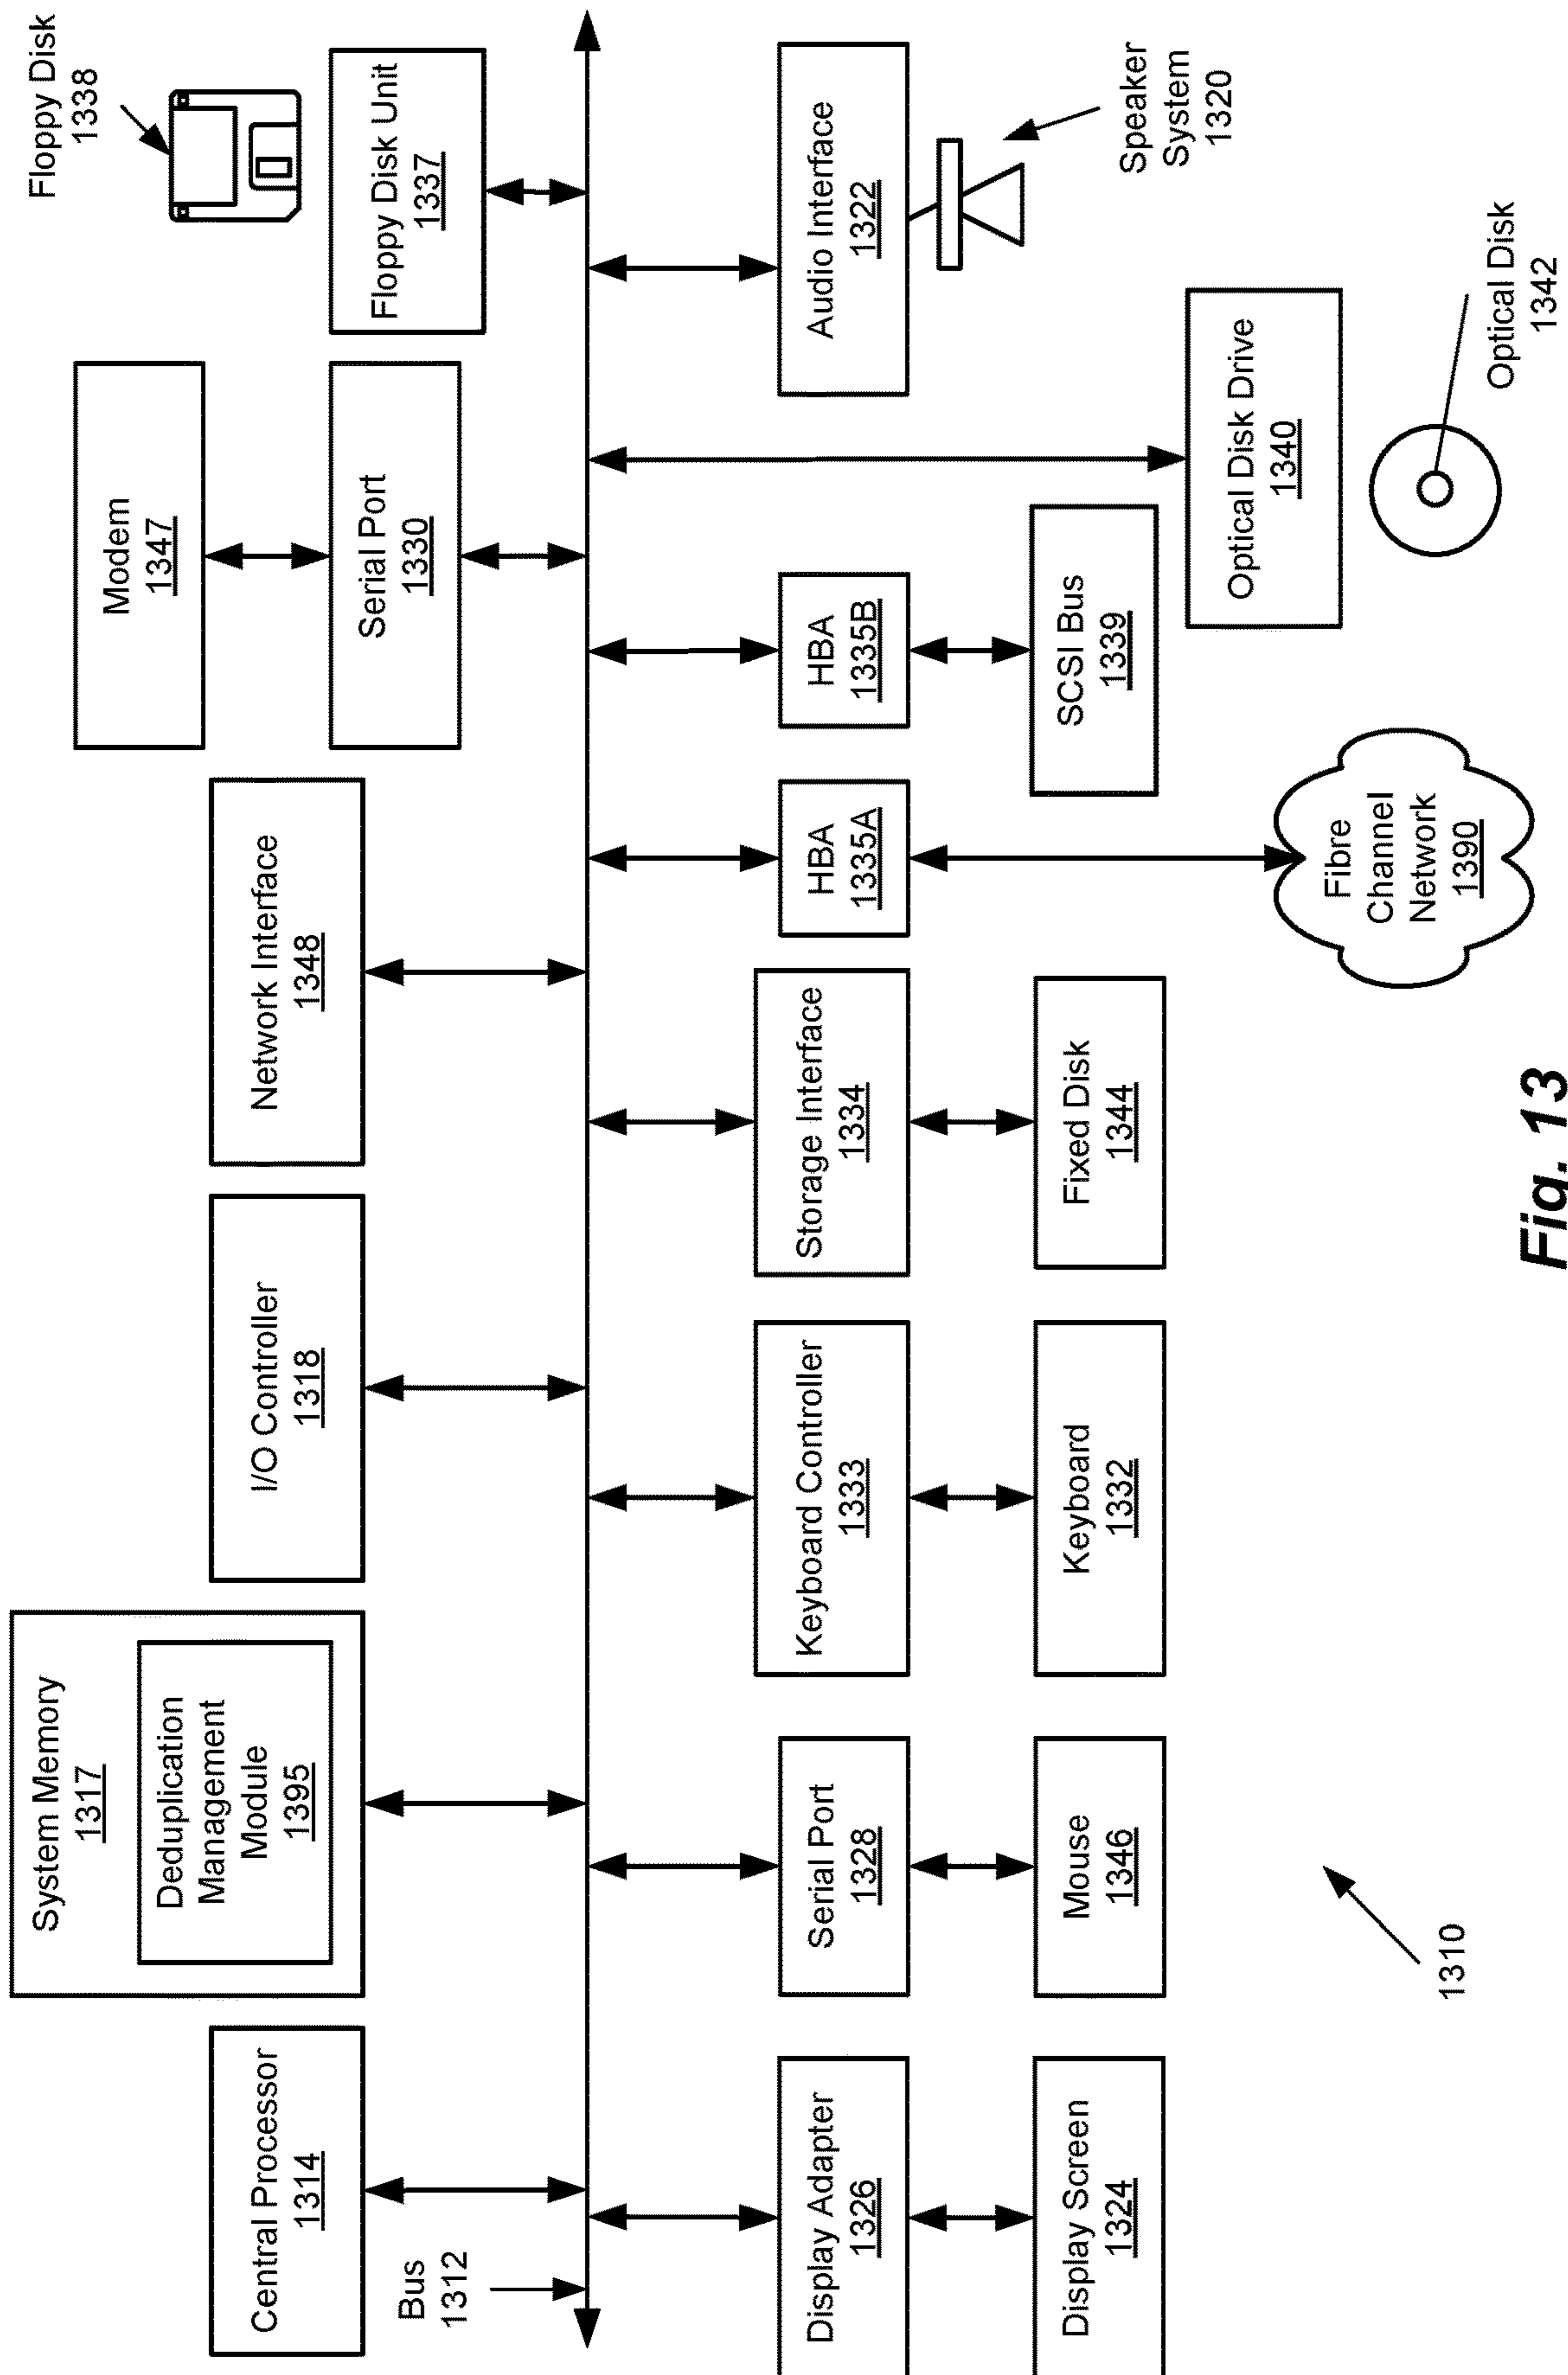 System Memory
1317
Deduplication
Management
Module
1395
Central Processor
1314
I/O Controller
1318
Network Interface
1348
Modem
1347
Serial Port
1330
Floppy Disk
1338
Floppy Disk Unit
1337
Bus
1312
Display Adapter
1326
Display Screen
1324
Serial Port
1328
Mouse
1346
Keyboard Controller
1333
Keyboard
1332
Storage Interface
1334
Fixed Disk
1344
HBA
1335A
Fibre
Channel
Network
1390
HBA
1335B
SCSI Bus
1339
Optical Disk Drive
1340
Optical Disk
1342
Audio Interface
1322
Speaker
System
1320
1310
Fig. 13